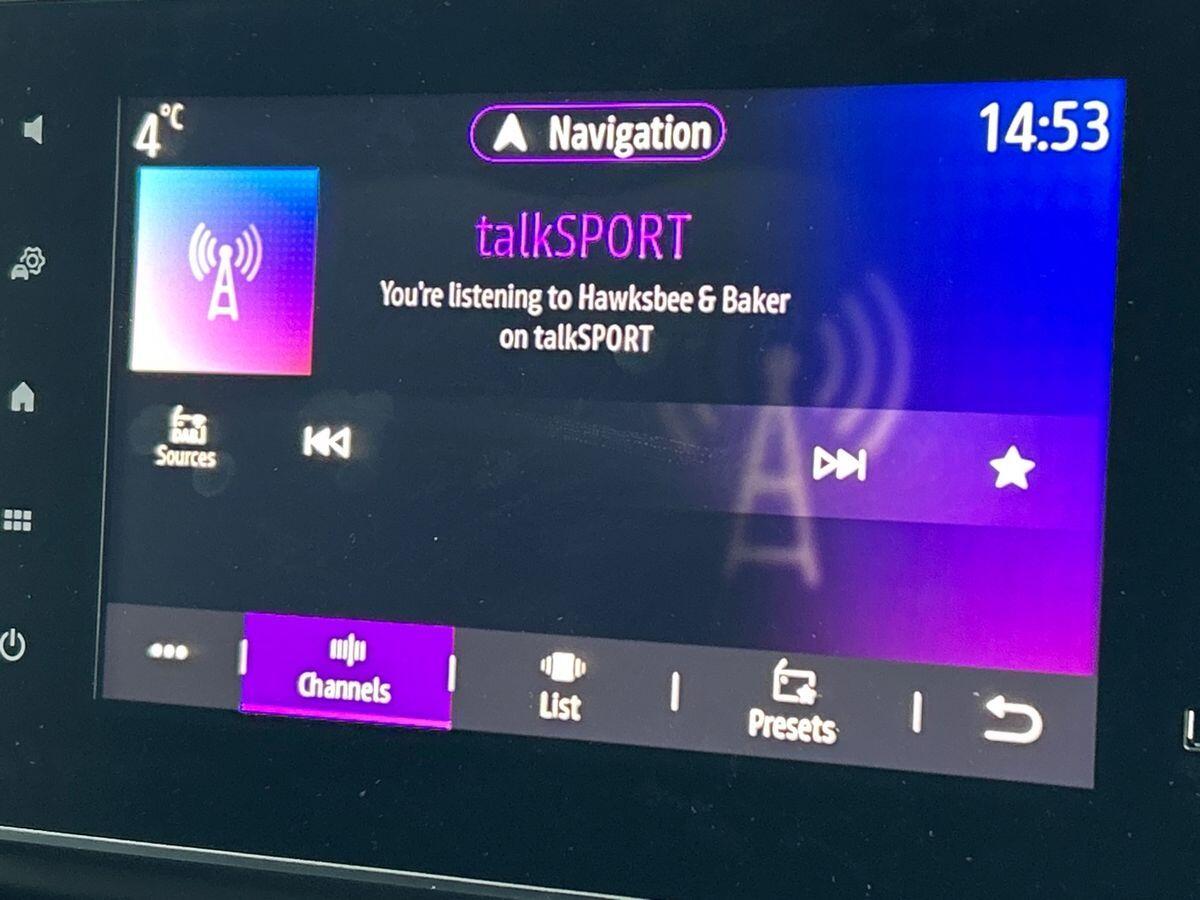 4°C
Navigation
14:53
talkSPORT
You're listening to Hawksbee & Baker
on talkSPORT
DAB
Sources
Channels
List
Presets